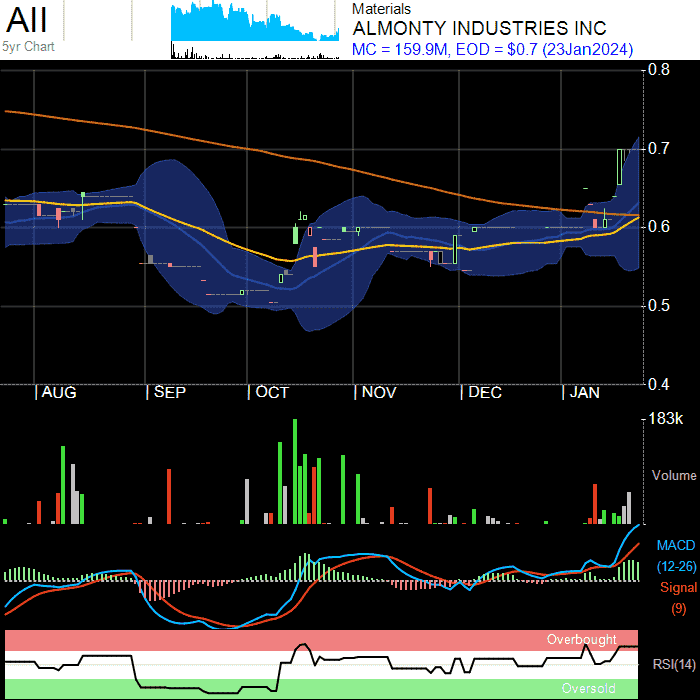 AII
5yr Chart
Materials
ALMONTY INDUSTRIES INC
MC = 159.9M, EOD = $0.7 (23Jan2024)
0.8
0.7
0.6
0.5
0.4
| AUG | SEP | OCT | NOV | DEC | JAN
183k
Volume
MACD
(12-26)
Signal
(9)
Overbought
RSI(14)
Oversold